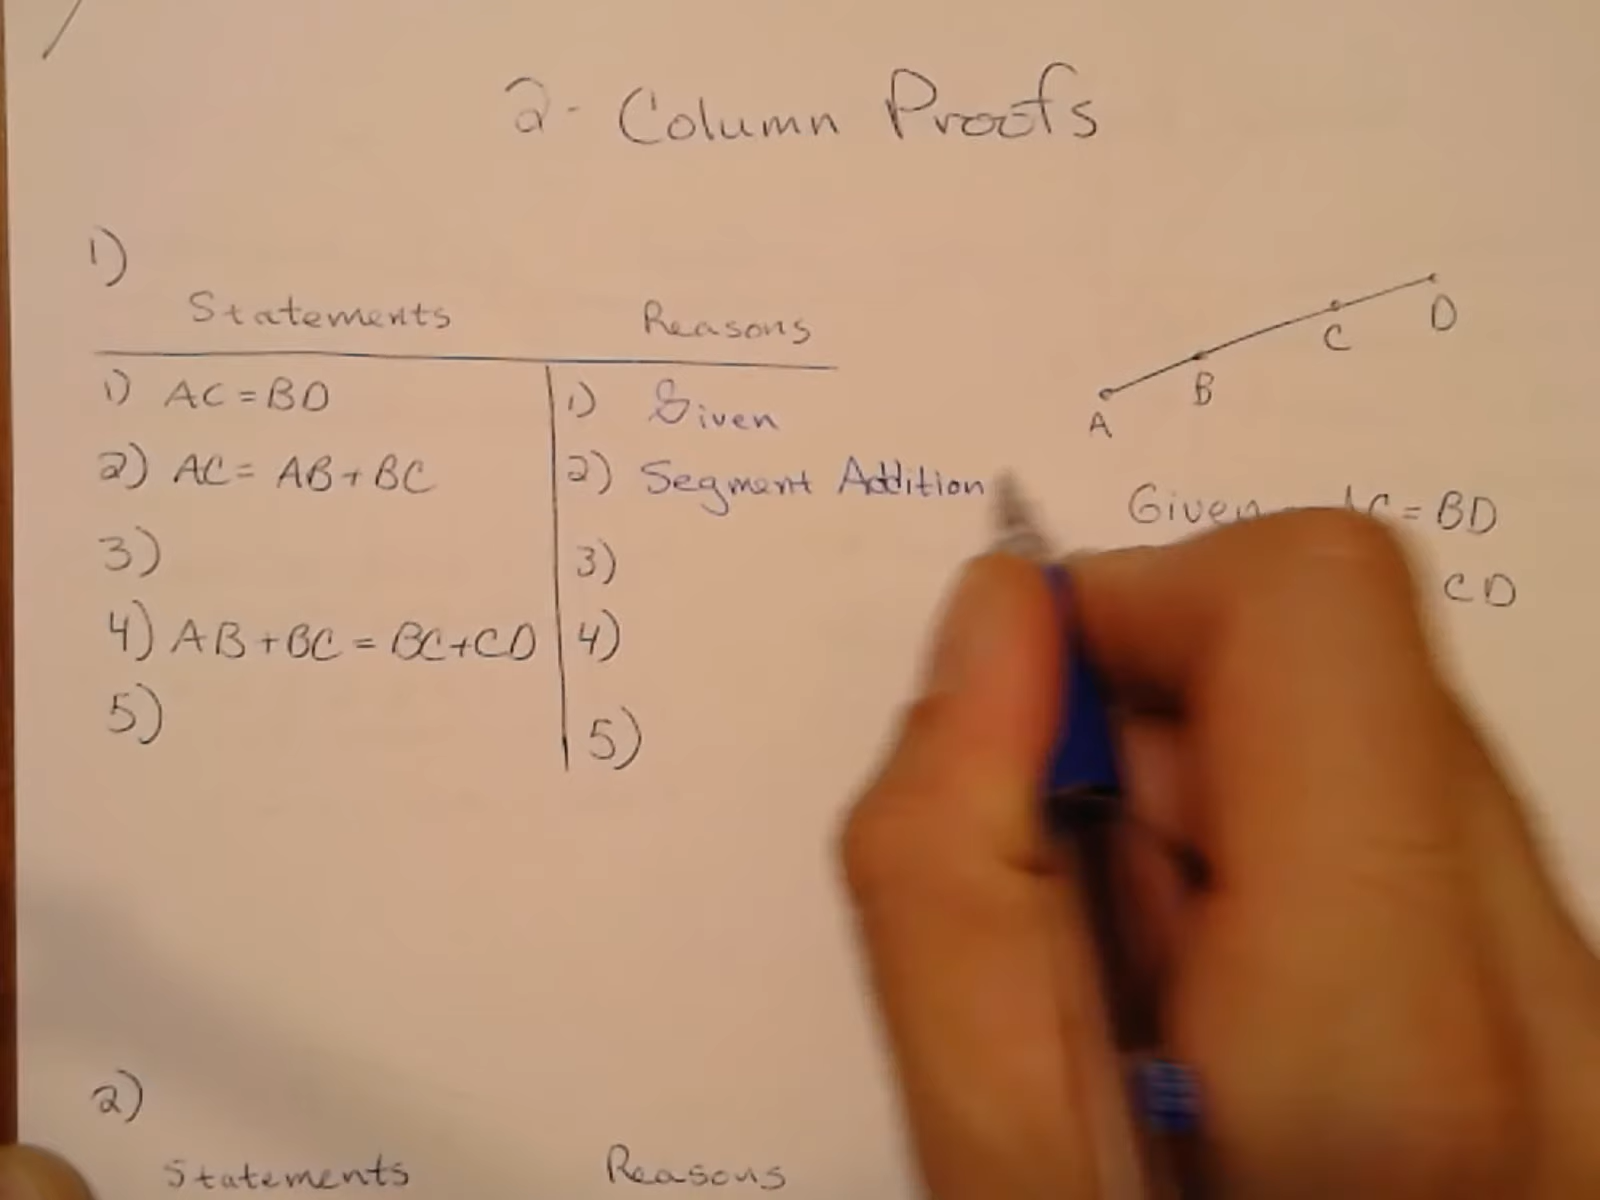 2- Column Proofs
1)
Statements Reasons
1) AC = BD 1) Given
2) AC = AB + BC 2) Segment Addition
3) 3)
4) AB + BC = BC + CD 4)
5) 5)
A B C D
Given = BD
CD
2)
Statements Reasons